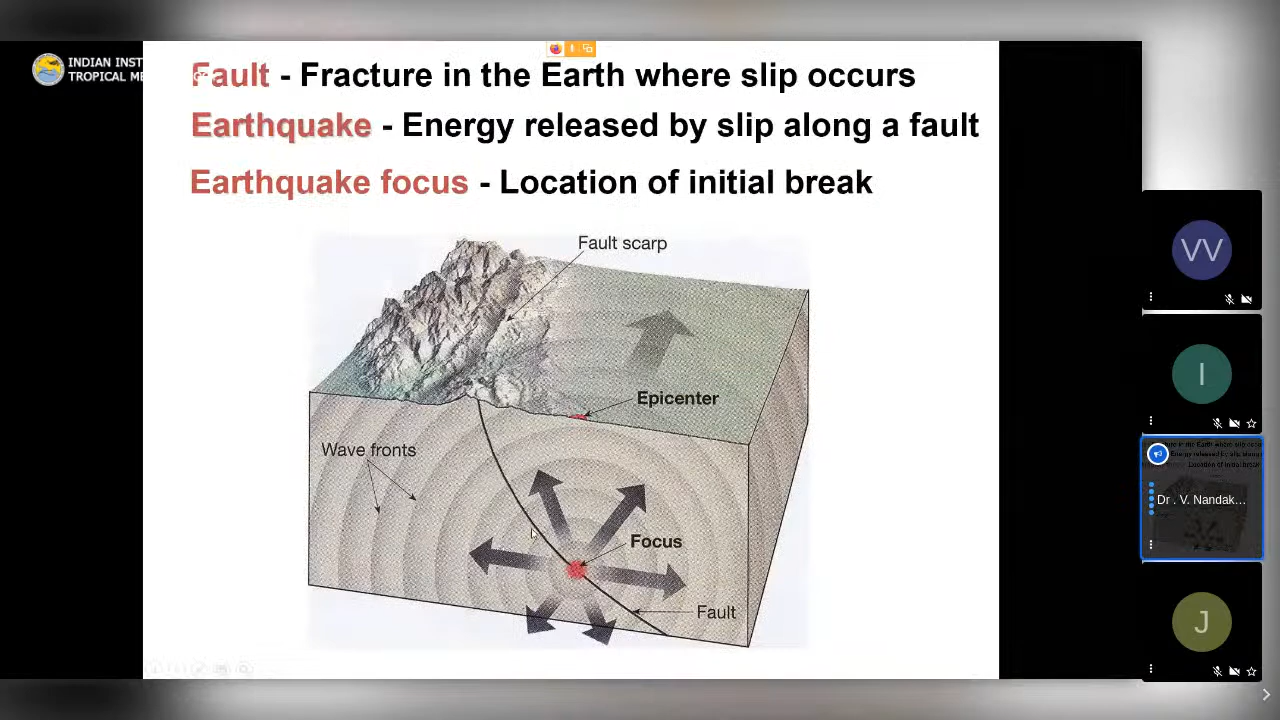 INDIAN INST
TROPICAL ME
Fault - Fracture in the Earth where slip occurs
Earthquake - Energy released by slip along a fault
Earthquake focus - Location of initial break
Fault scarp
Epicenter
Wave fronts
Focus
Fault
VV
I
Dr . V. Nandak...
J